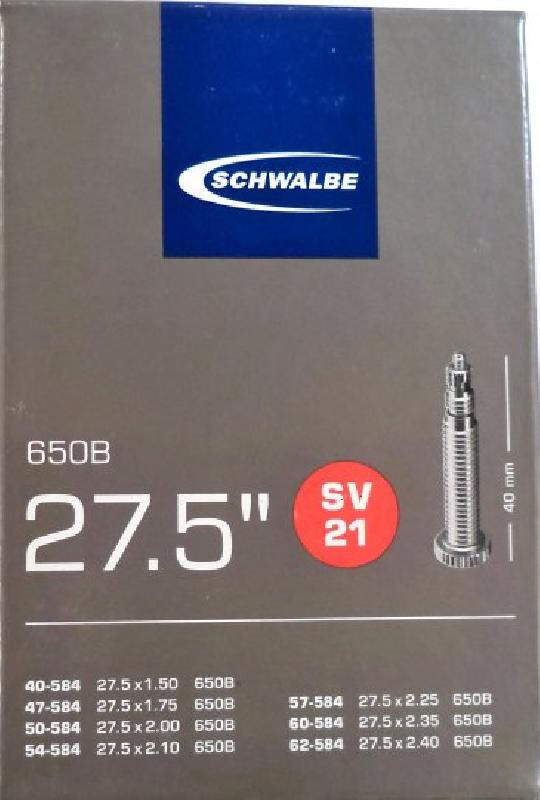 SCHWALBE
650B
27.5"
SV
21
40 mm
40-584 27.5 x 1.50 650B
47-584 27.5 x 1.75 650B
50-584 27.5 x 2.00 650B
54-584 27.5 x 2.10 650B
57-584 27.5 x 2.25 650B
60-584 27.5 x 2.35 650B
62-584 27.5 x 2.40 650B